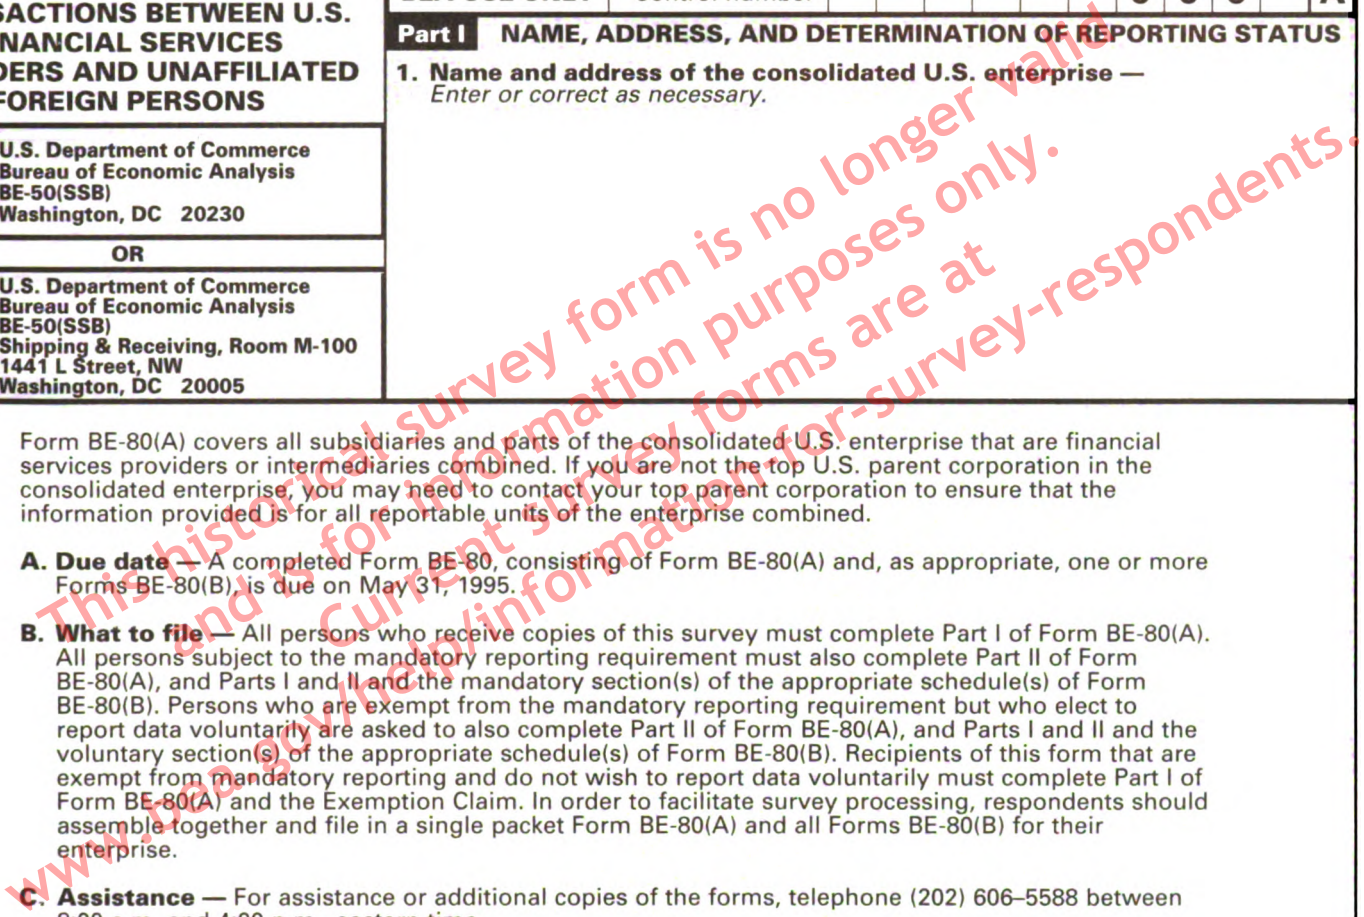 SACTIONS BETWEEN U.S.
NANCIAL SERVICES
DERS AND UNAFFILIATED
FOREIGN PERSONS
U.S. Department of Commerce
Bureau of Economic Analysis
BE-50(SSB)
Washington, DC 20230
OR
U.S. Department of Commerce
Bureau of Economic Analysis
BE-50(SSB)
Shipping & Receiving, Room M-100
1441 L Street, NW
Washington, DC 20005
Part I NAME, ADDRESS, AND DETERMINATION OF REPORTING STATUS
1. Name and address of the consolidated U.S. enterprise —
Enter or correct as necessary.
Form BE-80(A) covers all subsidiaries and parts of the consolidated U.S. enterprise that are financial
services providers or intermediaries combined. If you are not the top U.S. parent corporation in the
consolidated enterprise, you may need to contact your top parent corporation to ensure that the
information provided is for all reportable units of the enterprise combined.
A. Due date — A completed Form BE-80, consisting of Form BE-80(A) and, as appropriate, one or more
Forms BE-80(B), is due on May 31, 1995.
B. What to file — All persons who receive copies of this survey must complete Part I of Form BE-80(A).
All persons subject to the mandatory reporting requirement must also complete Part II of Form
BE-80(A), and Parts I and II and the mandatory section(s) of the appropriate schedule(s) of Form
BE-80(B). Persons who are exempt from the mandatory reporting requirement but who elect to
report data voluntarily are asked to also complete Part II of Form BE-80(A), and Parts I and II and the
voluntary section(s) of the appropriate schedule(s) of Form BE-80(B). Recipients of this form that are
exempt from mandatory reporting and do not wish to report data voluntarily must complete Part I of
Form BE-80(A) and the Exemption Claim. In order to facilitate survey processing, respondents should
assemble together and file in a single packet Form BE-80(A) and all Forms BE-80(B) for their
enterprise.
C. Assistance — For assistance or additional copies of the forms, telephone (202) 606–5588 between
This historical survey form is no longer valid
and is for information purposes only.
Current survey forms are at
www.bea.gov/help/information-for-survey-respondents.